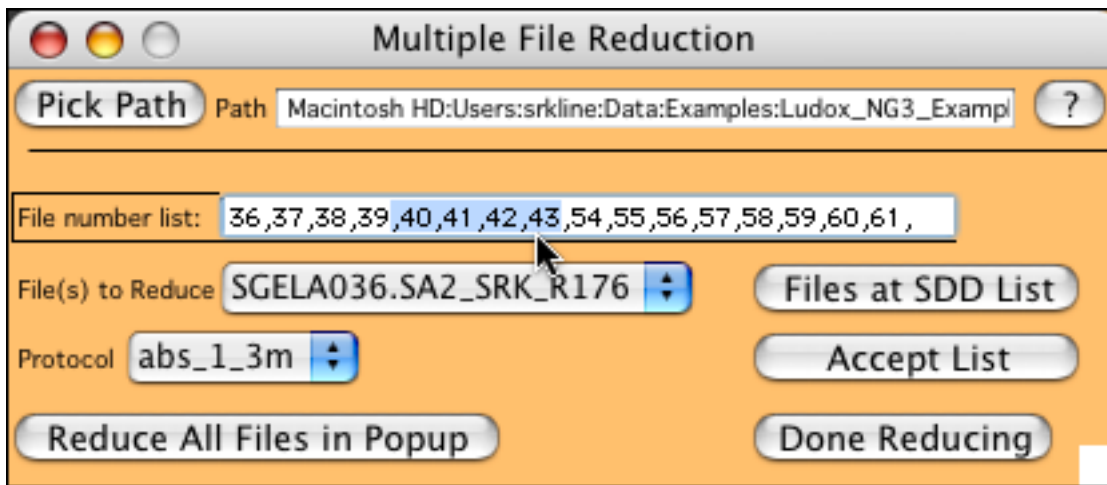 Multiple File Reduction
Pick Path Path Macintosh HD:Users:srkline:Data:Examples:Ludox_NG3_Exampl ?
File number list: 36,37,38,39,40,41,42,43,54,55,56,57,58,59,60,61,
File(s) to Reduce SGELA036.SA2_SRK_R176 Files at SDD List
Protocol abs_1_3m Accept List
Reduce All Files in Popup Done Reducing